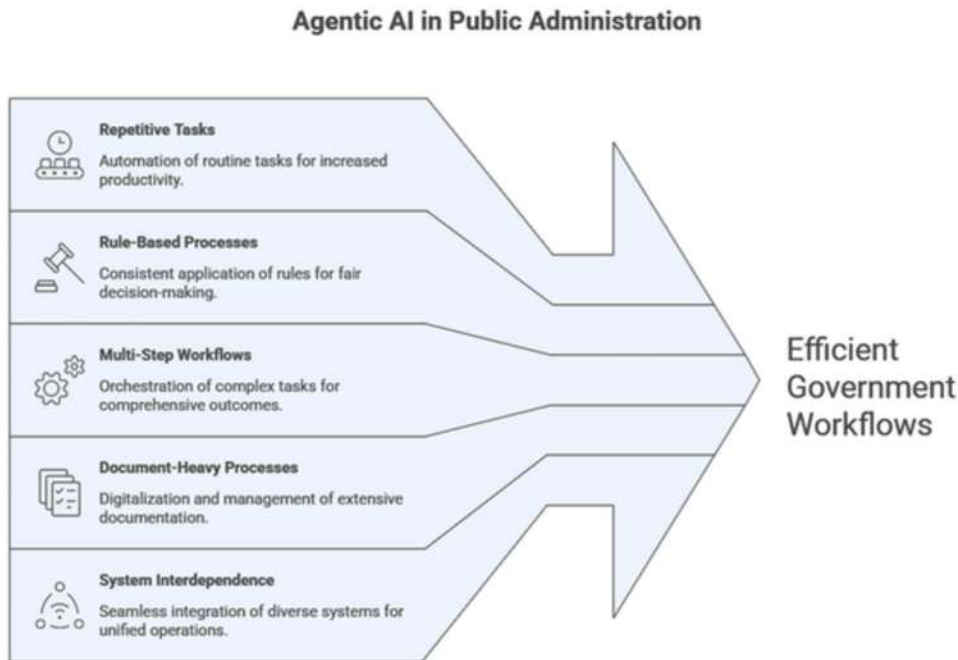 Agentic AI in Public Administration
Repetitive Tasks
Automation of routine tasks for increased
productivity.
Rule-Based Processes
Consistent application of rules for fair
decision-making.
Multi-Step Workflows
Orchestration of complex tasks for
comprehensive outcomes.
Document-Heavy Processes
Digitalization and management of extensive
documentation.
System Interdependence
Seamless integration of diverse systems for
unified operations.
Efficient
Government
Workflows